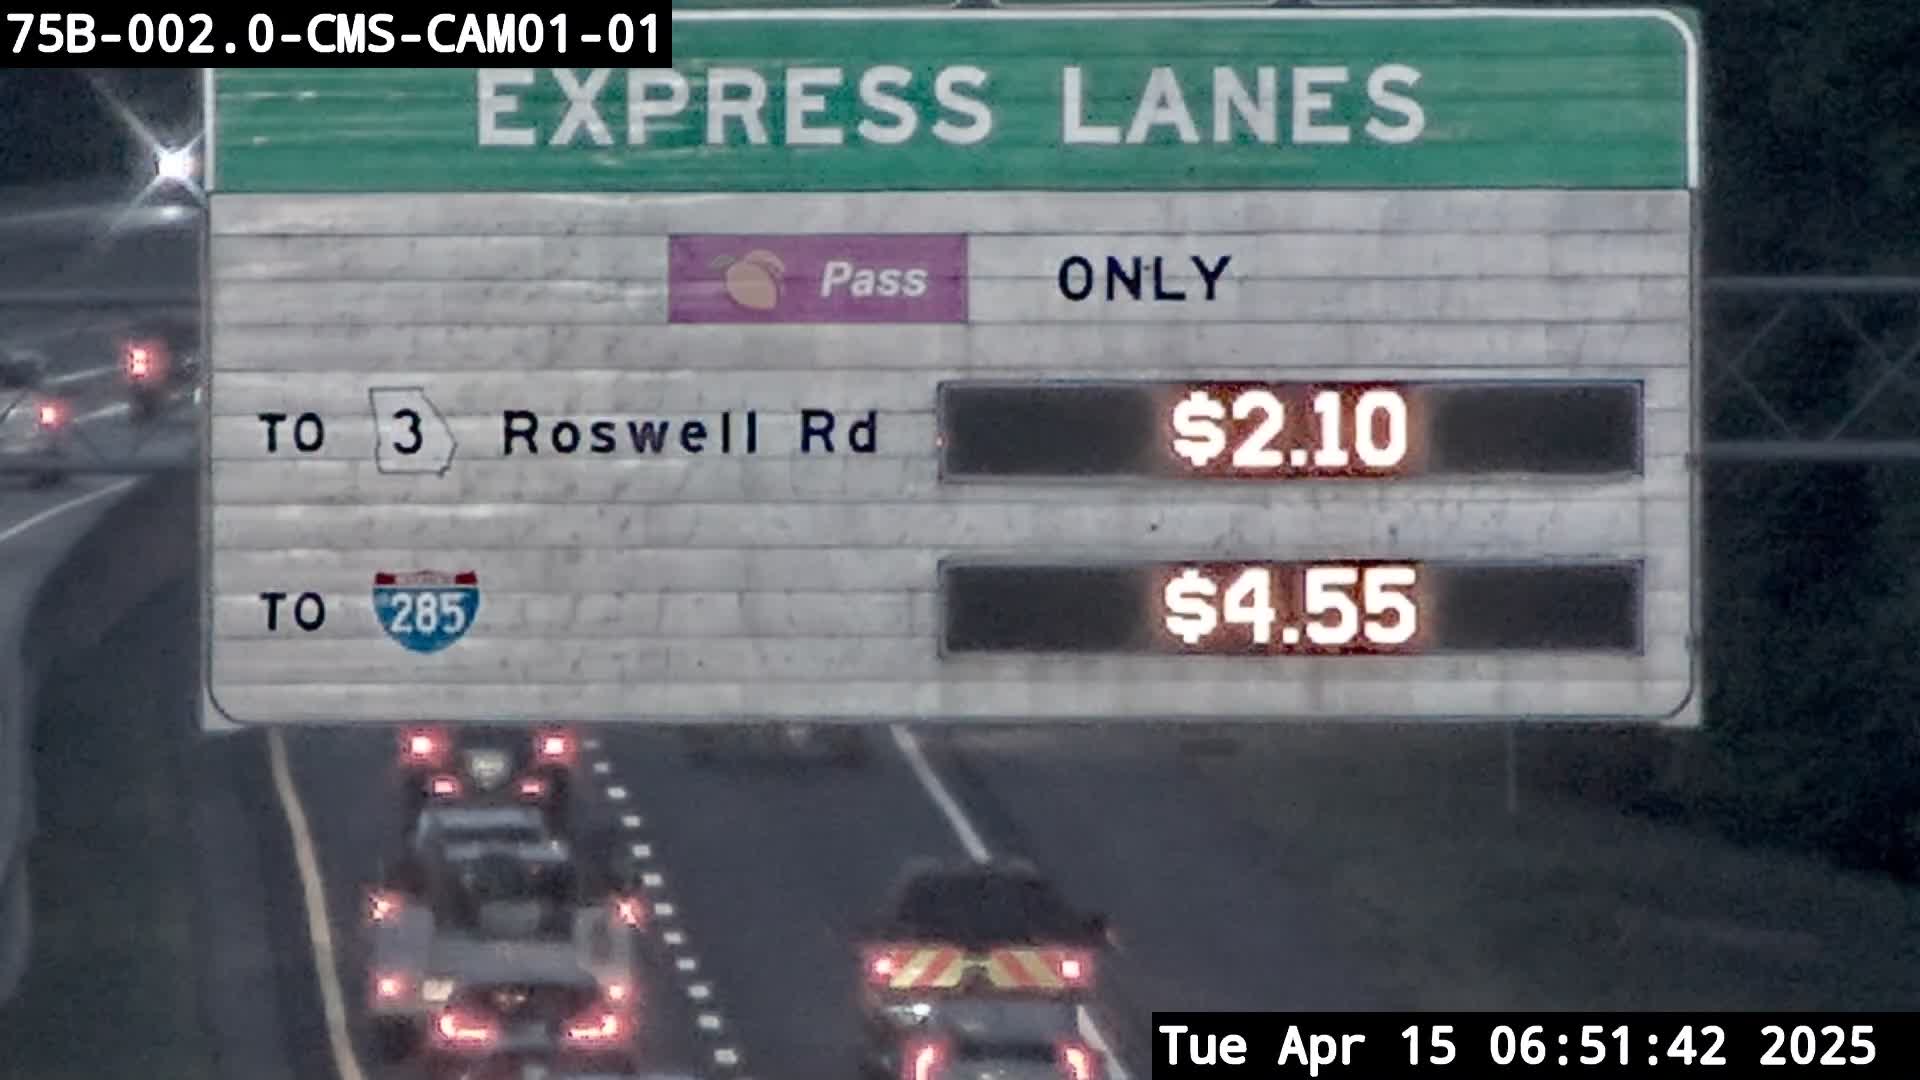 75B-002.0-CMS-CAM01-01
EXPRESS LANES
Pass ONLY
TO 3 Roswell Rd $2.10
TO 285 $4.55
Tue Apr 15 06:51:42 2025